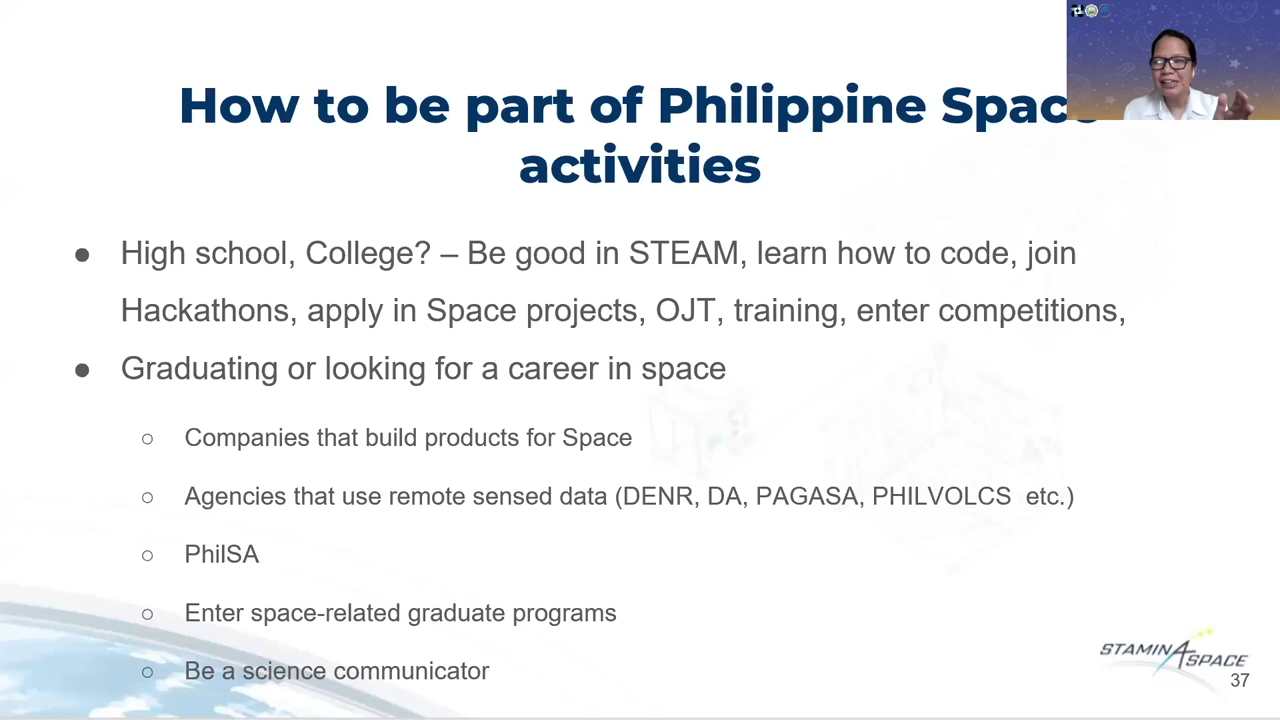 How to be part of Philippine Space
activities
● High school, College? – Be good in STEAM, learn how to code, join
Hackathons, apply in Space projects, OJT, training, enter competitions,
● Graduating or looking for a career in space
○ Companies that build products for Space
○ Agencies that use remote sensed data (DENR, DA, PAGASA, PHILVOLCS etc.)
○ PhilSA
○ Enter space-related graduate programs
○ Be a science communicator
STAMINA4SPACE
37